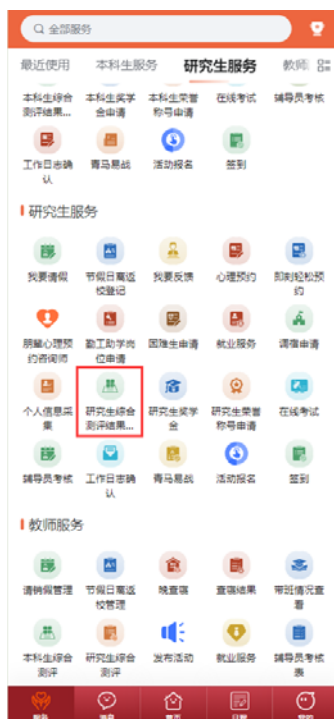 全部服务
最近使用 本科生服务 研究生服务 教师
本科生综合测评结果... 本科生奖学金申请 本科生荣誉称号申请 在线考试 辅导员考核
工作日志确认 青马易战 活动报名 签到
研究生服务
我要请假 节假日离返校登记 我要反馈 心理预约 即刻轻松预约
朋辈心理预约咨询师 勤工助学岗位申请 困难生申请 就业服务 调宿申请
个人信息采集 研究生综合测评结果... 研究生奖学金 研究生荣誉称号申请 在线考试
辅导员考核 工作日志确认 青马易战 活动报名 签到
教师服务
请销假管理 节假日离返校管理 晚查寝 查寝结果 带班情况查看
本科生综合测评 研究生综合测评 发布活动 就业服务 辅导员考核表